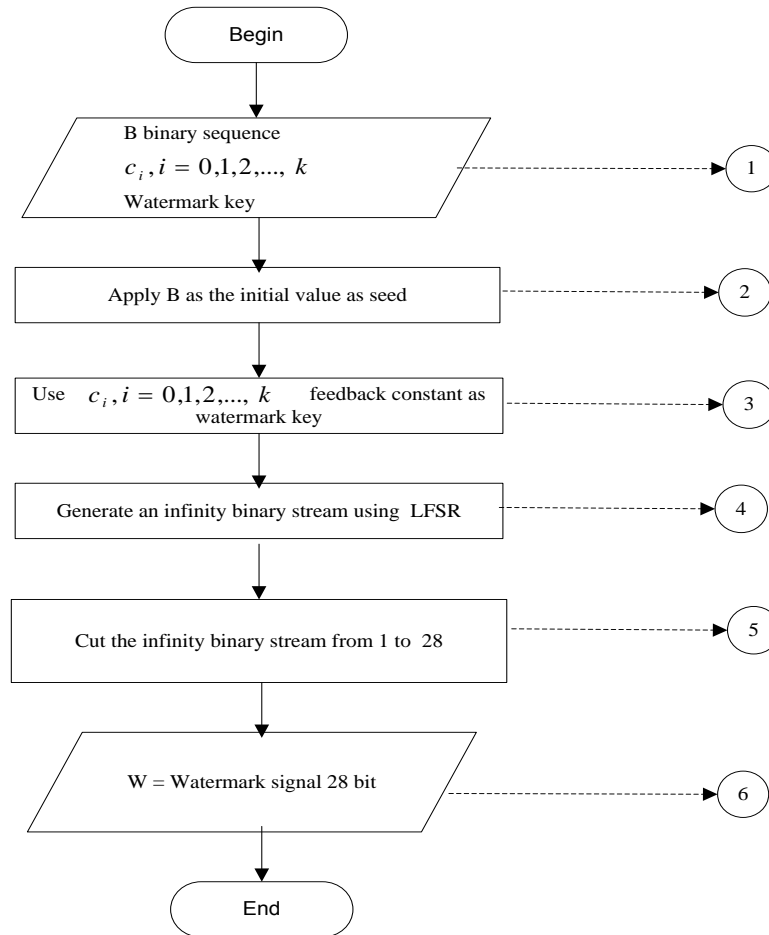 Begin
B binary sequence
c_i, i = 0,1,2,..., k
Watermark key
1
Apply B as the initial value as seed
2
Use c_i, i = 0,1,2,..., k feedback constant as
watermark key
3
Generate an infinity binary stream using LFSR
4
Cut the infinity binary stream from 1 to 28
5
W = Watermark signal 28 bit
6
End